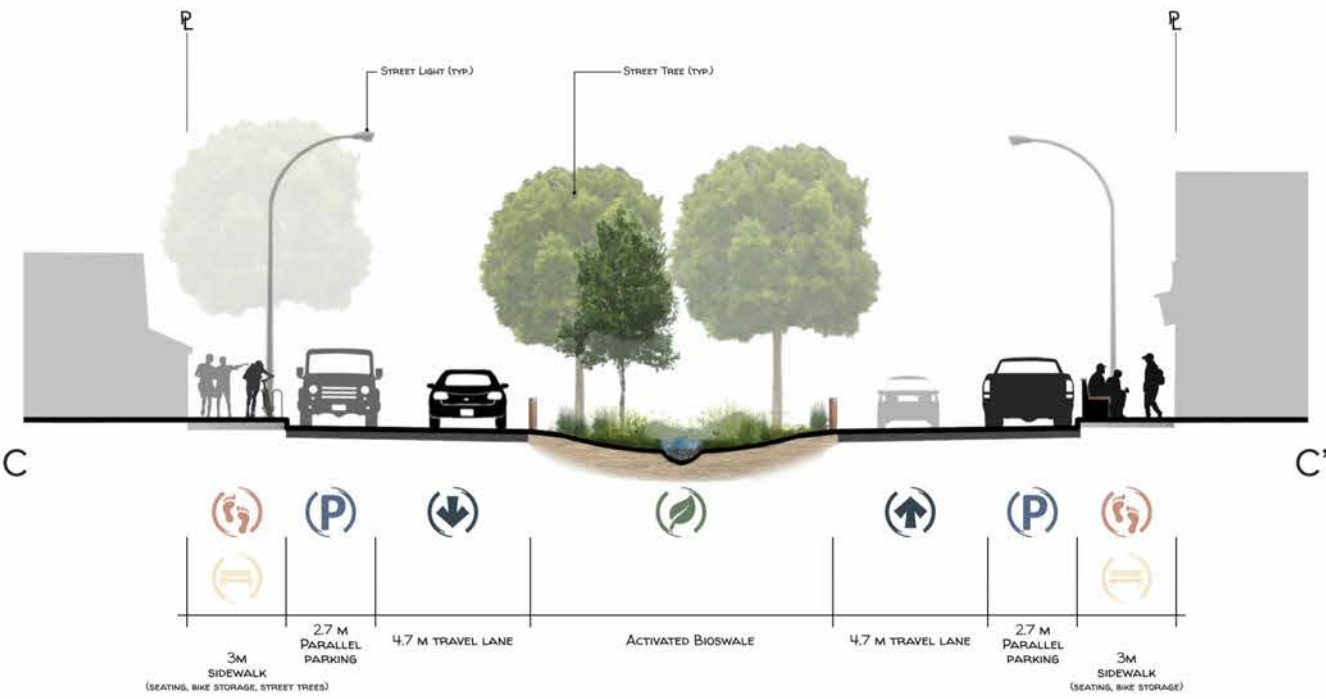 PL
PL
STREET LIGHT (TYP.)
STREET TREE (TYP.)
C
C'
P
P
3M
SIDEWALK
(SEATING, BIKE STORAGE, STREET TREES)
2.7 M
PARALLEL
PARKING
4.7 M TRAVEL LANE
ACTIVATED BIOSWALE
4.7 M TRAVEL LANE
2.7 M
PARALLEL
PARKING
3M
SIDEWALK
(SEATING, BIKE STORAGE)